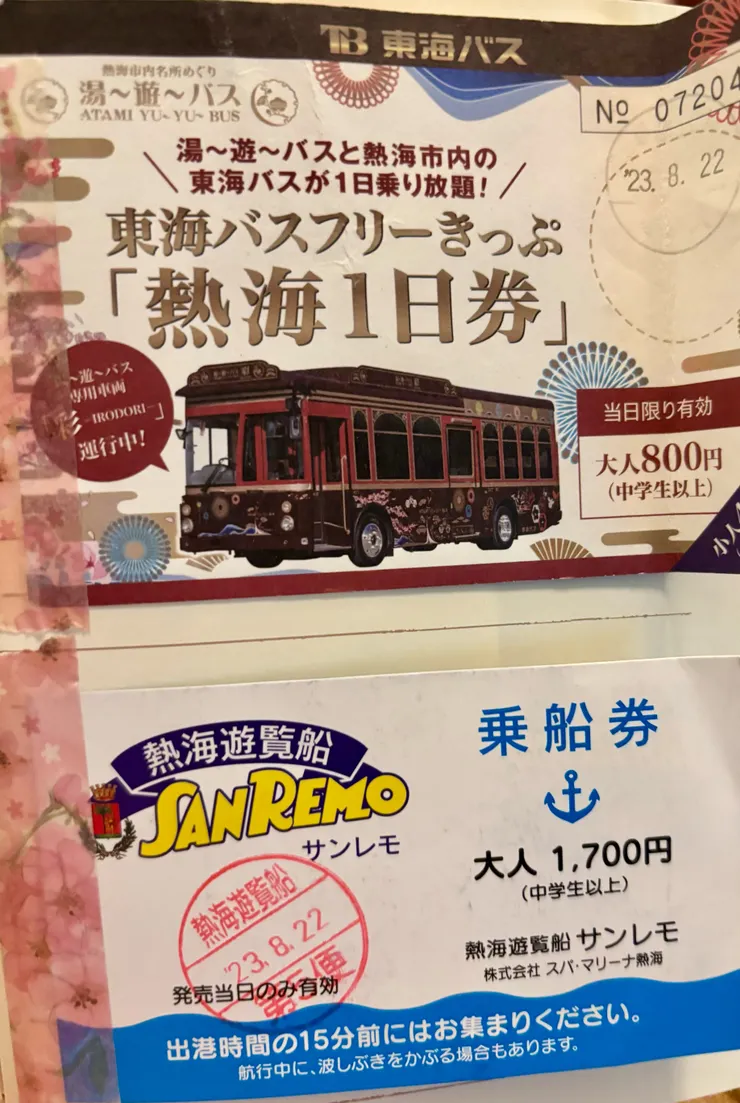 TB 東海バス
熱海市内名所めぐり
湯〜遊〜バス
ATAMI YU~YU~BUS
№ 07204
'23. 8. 22
湯〜遊〜バスと熱海市内の
東海バスが1日乗り放題!
東海バスフリーきっぷ
「熱海1日券」
〜遊〜バス
専用車両
彩 —IRODORI—」
運行中!
当日限り有効
大人800円
(中学生以上)
小人
熱海遊覧船
SANREMO
サンレモ
乗船券
大人 1,700円
(中学生以上)
熱海遊覧船
'23. 8. 22
便
熱海遊覧船 サンレモ
株式会社 スパ・マリーナ熱海
発売当日のみ有効
出港時間の15分前にはお集まりください。
航行中に、波しぶきをかぶる場合もあります。